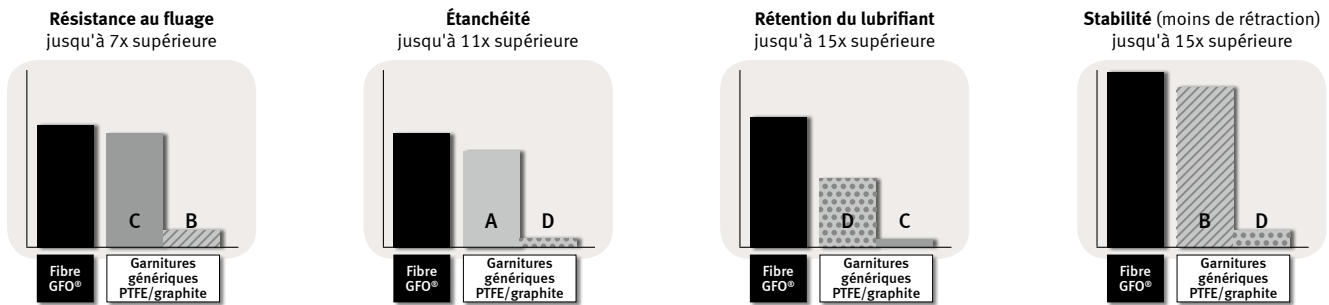 Résistance au fluage
jusqu'à 7x supérieure
C
B
Fibre
GFO®
Garnitures
génériques
PTFE/graphite
Étanchéité
jusqu'à 11x supérieure
A
D
Fibre
GFO®
Garnitures
génériques
PTFE/graphite
Rétention du lubrifiant
jusqu'à 15x supérieure
D
C
Fibre
GFO®
Garnitures
génériques
PTFE/graphite
Stabilité (moins de rétraction)
jusqu'à 15x supérieure
B
D
Fibre
GFO®
Garnitures
génériques
PTFE/graphite